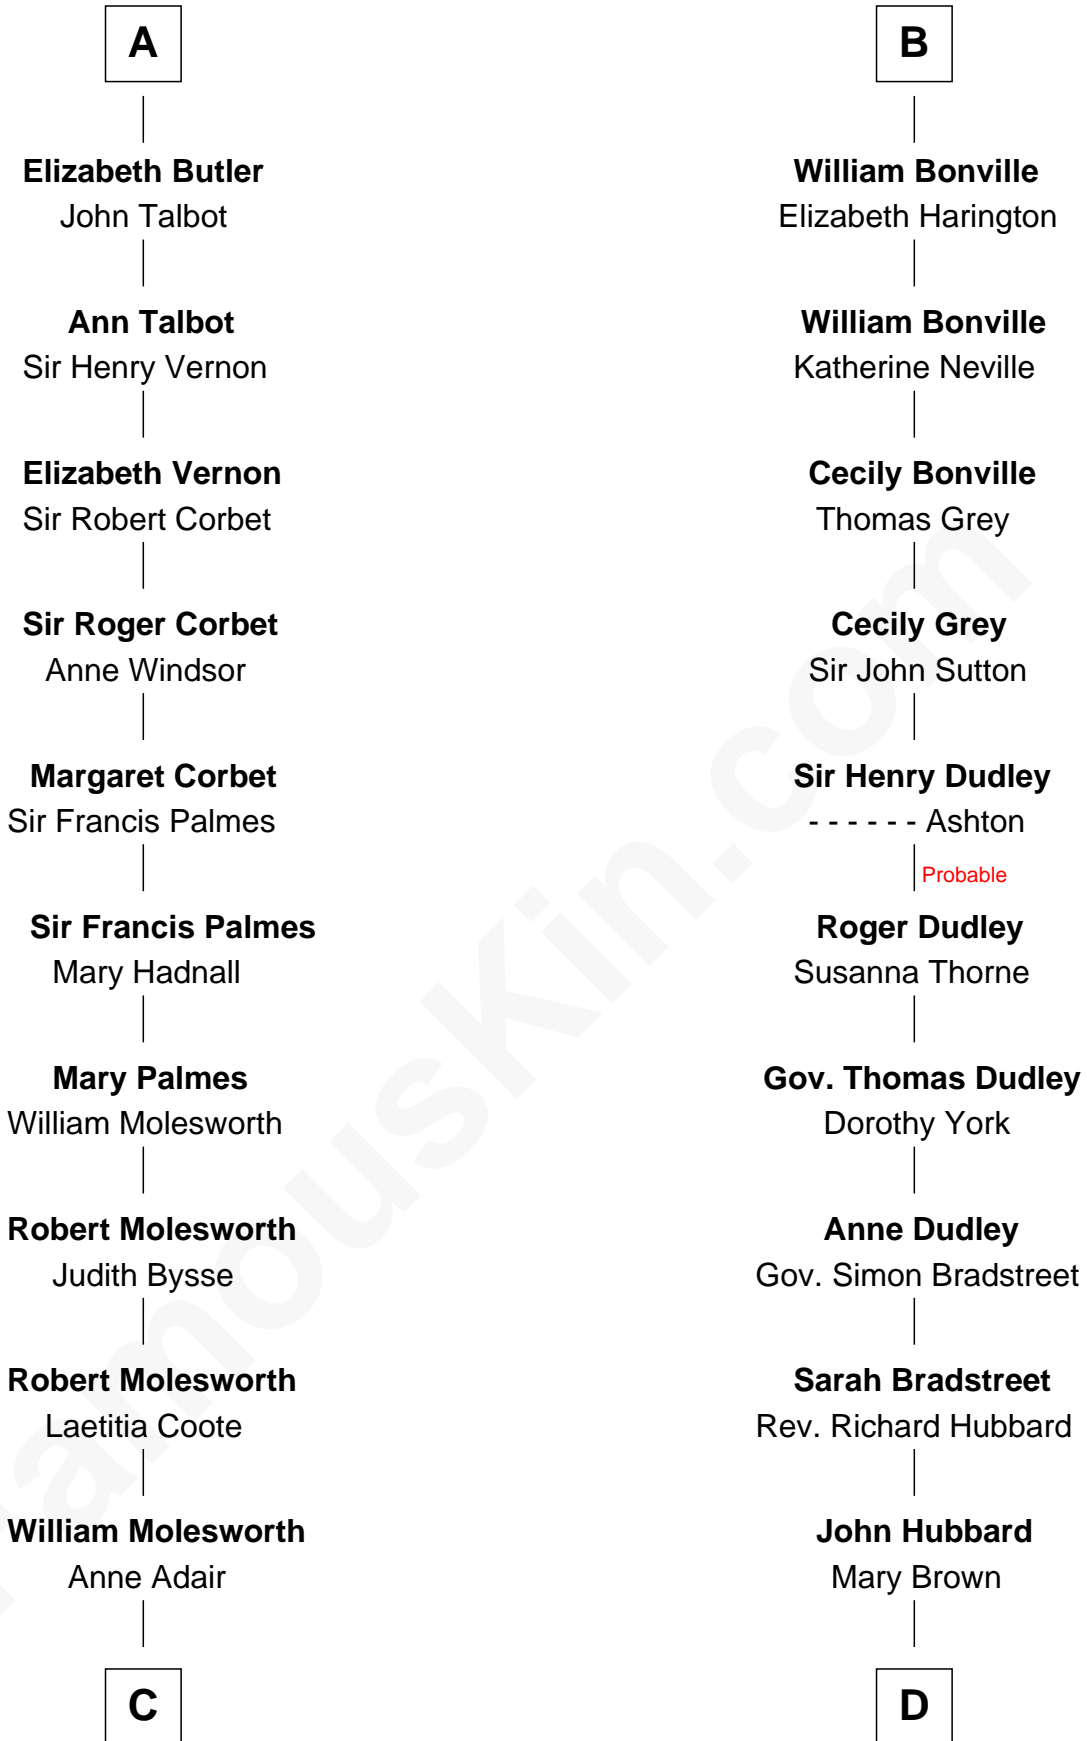 A
Elizabeth Butler
John Talbot
Ann Talbot
Sir Henry Vernon
Elizabeth Vernon
Sir Robert Corbet
Sir Roger Corbet
Anne Windsor
Margaret Corbet
Sir Francis Palmes
Sir Francis Palmes
Mary Hadnall
Mary Palmes
William Molesworth
Robert Molesworth
Judith Bysse
Robert Molesworth
Laetitia Coote
William Molesworth
Anne Adair
C
B
William Bonville
Elizabeth Harington
William Bonville
Katherine Neville
Cecily Bonville
Thomas Grey
Cecily Grey
Sir John Sutton
Sir Henry Dudley
- - - - - - Ashton
Probable
Roger Dudley
Susanna Thorne
Gov. Thomas Dudley
Dorothy York
Anne Dudley
Gov. Simon Bradstreet
Sarah Bradstreet
Rev. Richard Hubbard
John Hubbard
Mary Brown
D
FamousKin.com